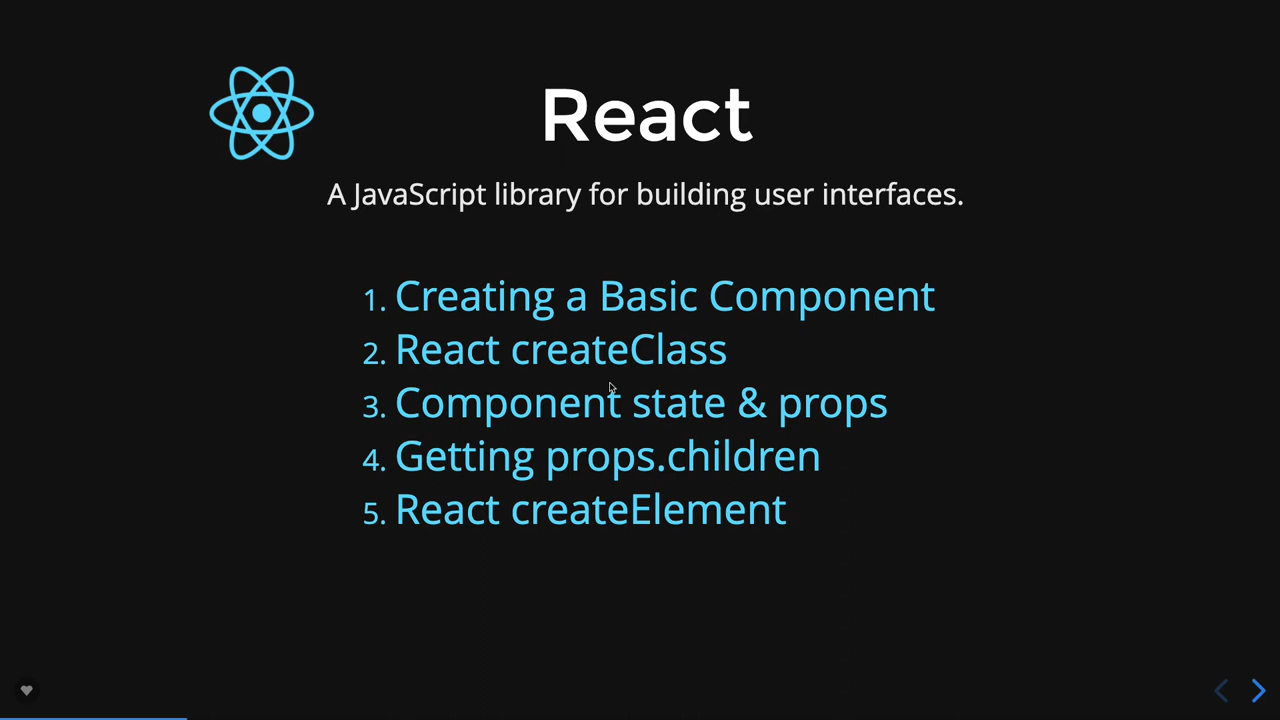 React
A JavaScript library for building user interfaces.
1. Creating a Basic Component
2. React createClass
3. Component state & props
4. Getting props.children
5. React createElement